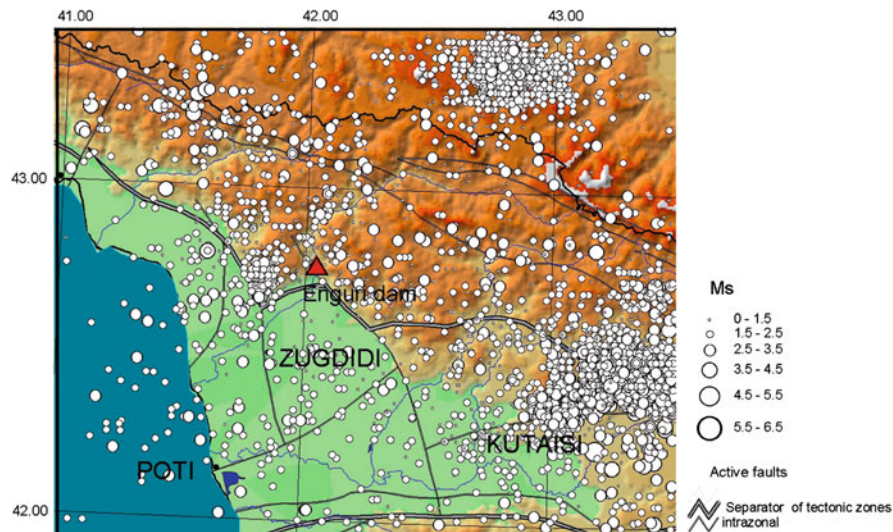 41.00 42.00 43.00
43.00
Enguri dam
Ms
0 - 1.5
1.5 - 2.5
ZUGDIDI
2.5 - 3.5
3.5 - 4.5
4.5 - 5.5
5.5 - 6.5
KUTAISI
POTI
Active faults
42.00
Separator of tectonic zones
intrazonal